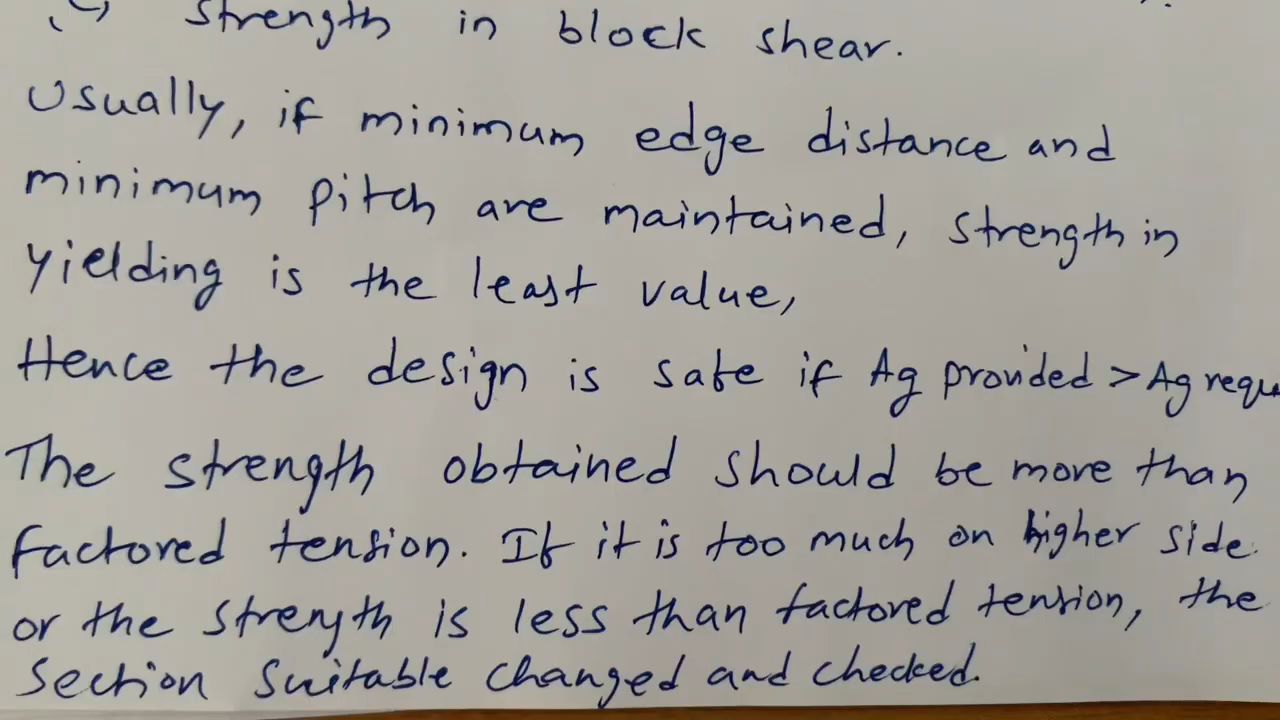 Strength in block shear.
Usually, if minimum edge distance and
minimum pitch are maintained, strength in
yielding is the least value,
Hence the design is safe if Ag provided > Ag requ
The strength obtained should be more than
factored tension. If it is too much on higher side.
or the strength is less than factored tension, the
section suitable changed and checked.